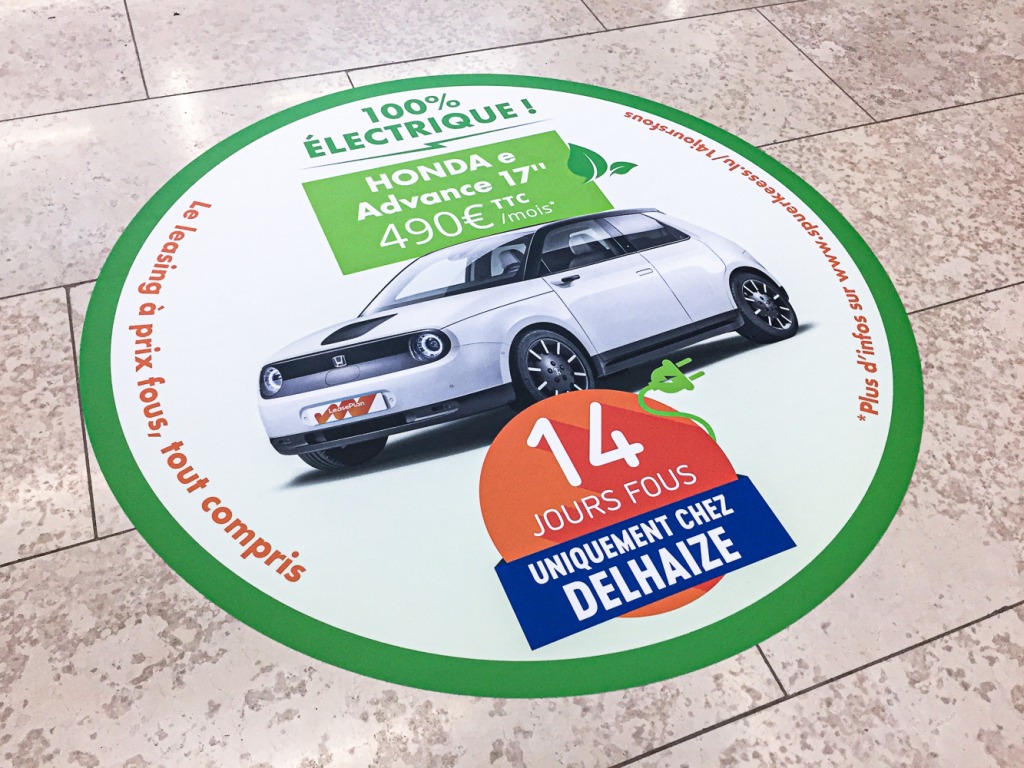 100%
ÉLECTRIQUE !
HONDA e
Advance 17"
490€ TTC
/mois*
Le leasing à prix fous, tout compris
*Plus d'infos sur www.spuerkeess.lu/14joursfous
LeasePlan
14
JOURS FOUS
UNIQUEMENT CHEZ
DELHAIZE